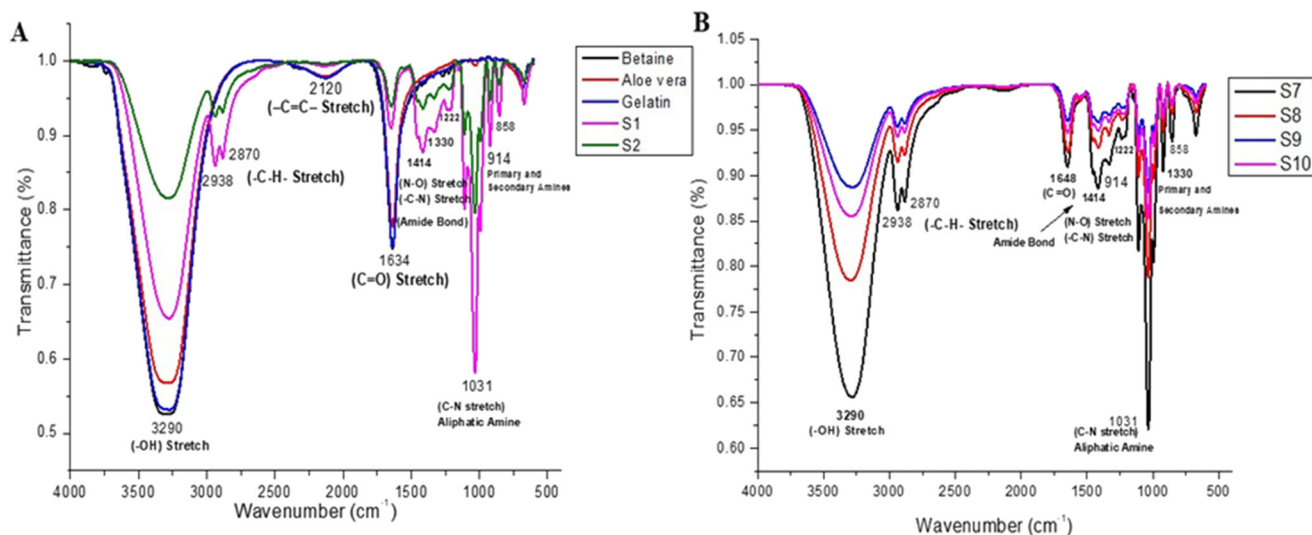 A
1.0
0.9
0.8
0.7
0.6
0.5
Transmittance (%)
4000 3500 3000 2500 2000 1500 1000 500
Wavenumber (cm-1)
2120
(–C=C– Stretch)
2870
2938
(-C-H- Stretch)
3290
(-OH) Stretch
1634
(C=O) Stretch)
1222
1330
1414
(N-O) Stretch
(-C-N) Stretch
(Amide Bond)
858
914
Primary and
Secondary Amines
1031
(C-N stretch)
Aliphatic Amine
Betaine
Aloe vera
Gelatin
S1
S2
B
1.05
1.00
0.95
0.90
0.85
0.80
0.75
0.70
0.65
0.60
Transmittance (%)
4000 3500 3000 2500 2000 1500 1000 500
Wavenumber (cm-1)
3290
(-OH) Stretch
2938
2870
(-C-H- Stretch)
1648
(C=O)
1414
914
1222
(N-O) Stretch
(-C-N) Stretch
Amide Bond
858
1330
Primary and
Secondary Amines
1031
(C-N stretch)
Aliphatic Amine
S7
S8
S9
S10